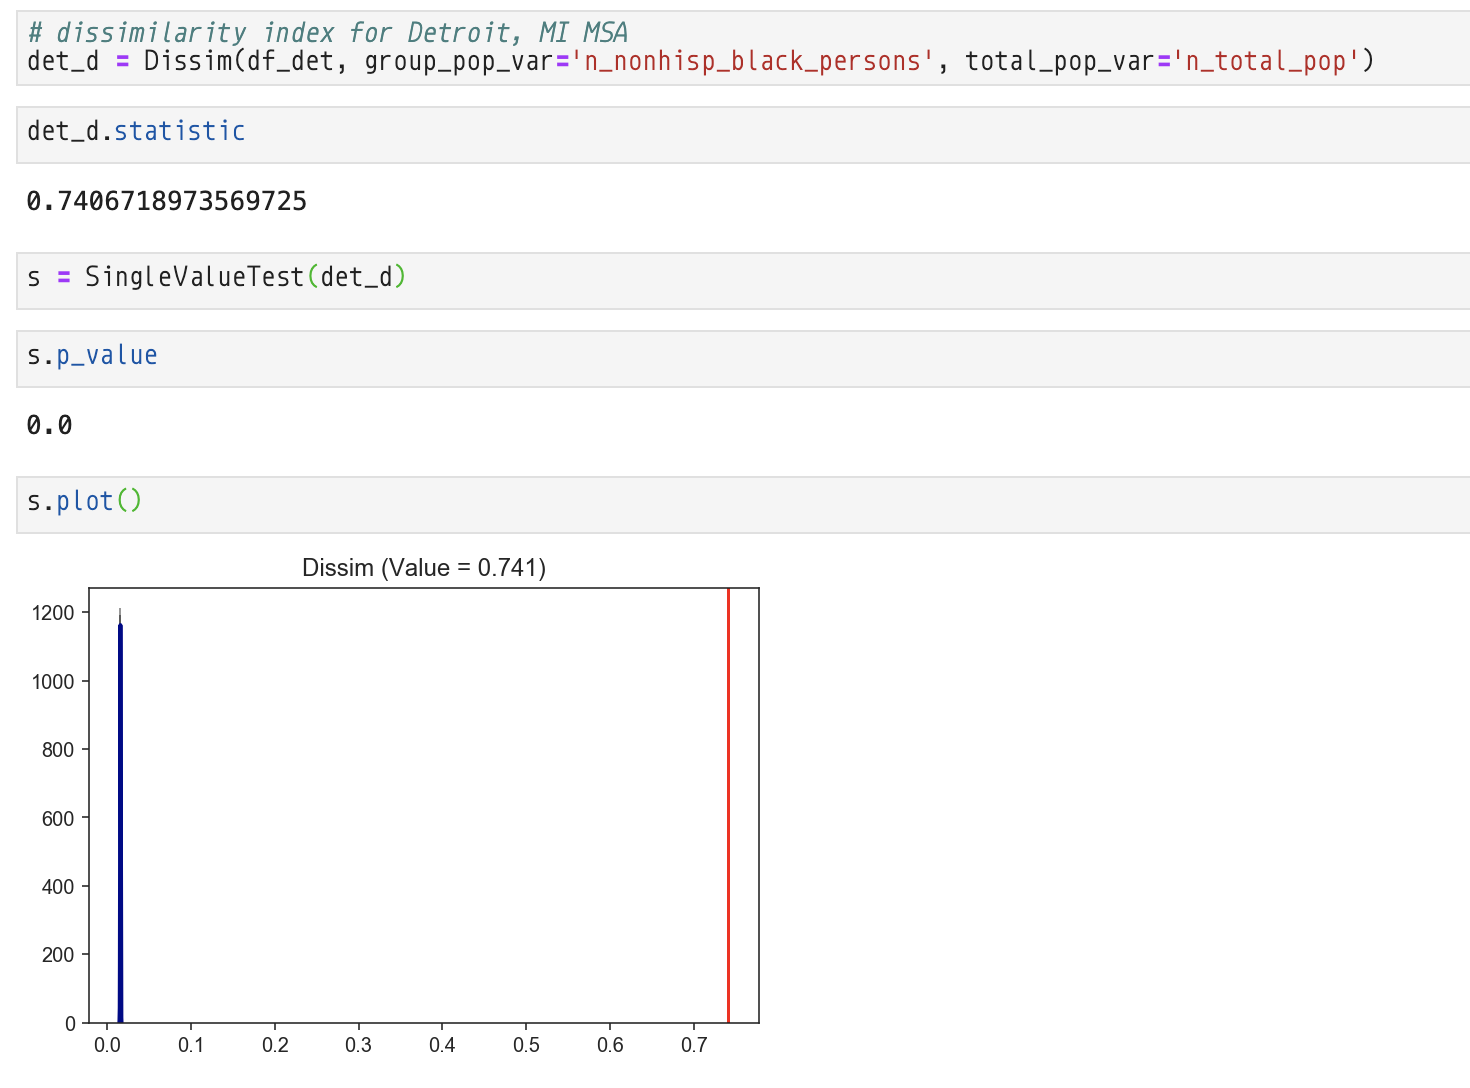 # dissimilarity index for Detroit, MI MSA
det_d = Dissim(df_det, group_pop_var='n_nonhisp_black_persons', total_pop_var='n_total_pop')
det_d.statistic
0.7406718973569725
s = SingleValueTest(det_d)
s.p_value
0.0
s.plot()
Dissim (Value = 0.741)
1200
1000
800
600
400
200
0
0.0 0.1 0.2 0.3 0.4 0.5 0.6 0.7